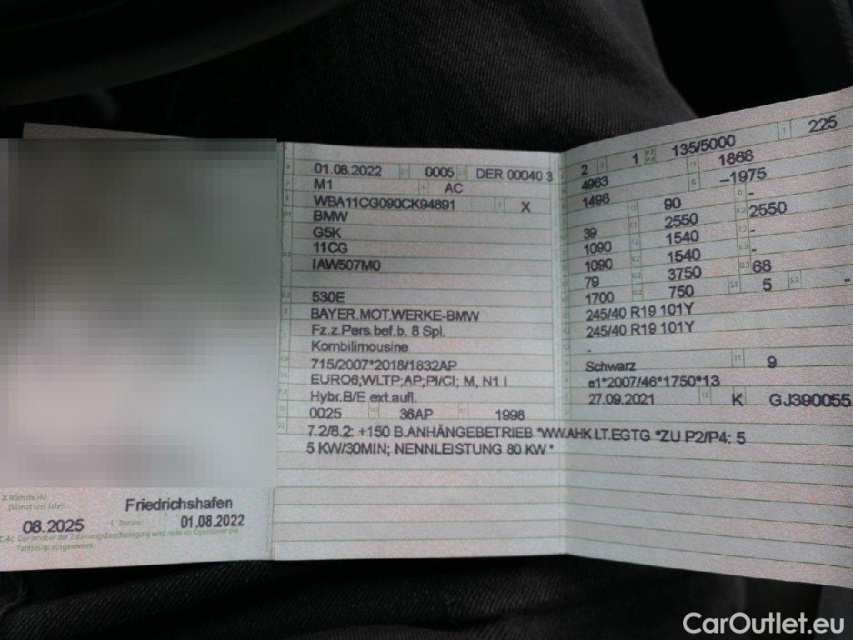 Friedrichshafen
08.2025
01.08.2022
01.08.2022 0005 DER 00040 3
M1 AC
WBA11CG090CK94891 X
BMW
G5K
11CG
IAW507M0
530E
BAYER.MOT.WERKE-BMW
Fz.z.Pers.bef.b. 8 Spl.
Kombilimousine
715/2007*2018/1832AP
EURO6;WLTP;AP;PI/CI; M, N1 I
Hybr.B/E ext.aufl.
0025 36AP 1998
7.2/8.2: +150 B.ANHÄNGEBETRIEB *WW.AHK LT.EGTG *ZU P2/P4: 5
5 KW/30MIN; NENNLEISTUNG 80 KW *
2 1 135/5000 225
4963 1868
1498 –1975
90 -
39 2550 2550
1090 1540 -
1090 1540 -
79 3750 68
1700 750 5 -
245/40 R19 101Y
245/40 R19 101Y
-
Schwarz 9
e1*2007/46*1750*13
27.09.2021 K GJ390055
CarOutlet.eu